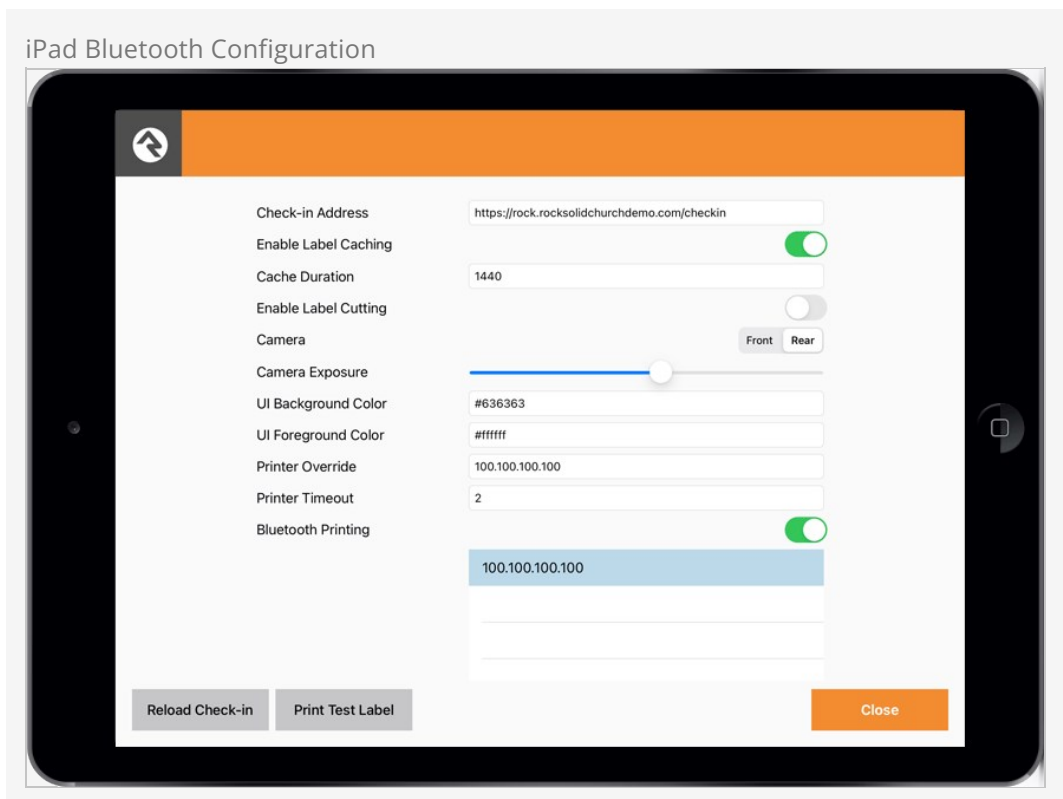 iPad Bluetooth Configuration
Check-in Address https://rock.rocksolidchurchdemo.com/checkin
Enable Label Caching
Cache Duration 1440
Enable Label Cutting
Camera Front Rear
Camera Exposure
UI Background Color #636363
UI Foreground Color #ffffff
Printer Override 100.100.100.100
Printer Timeout 2
Bluetooth Printing
100.100.100.100
Reload Check-in Print Test Label Close